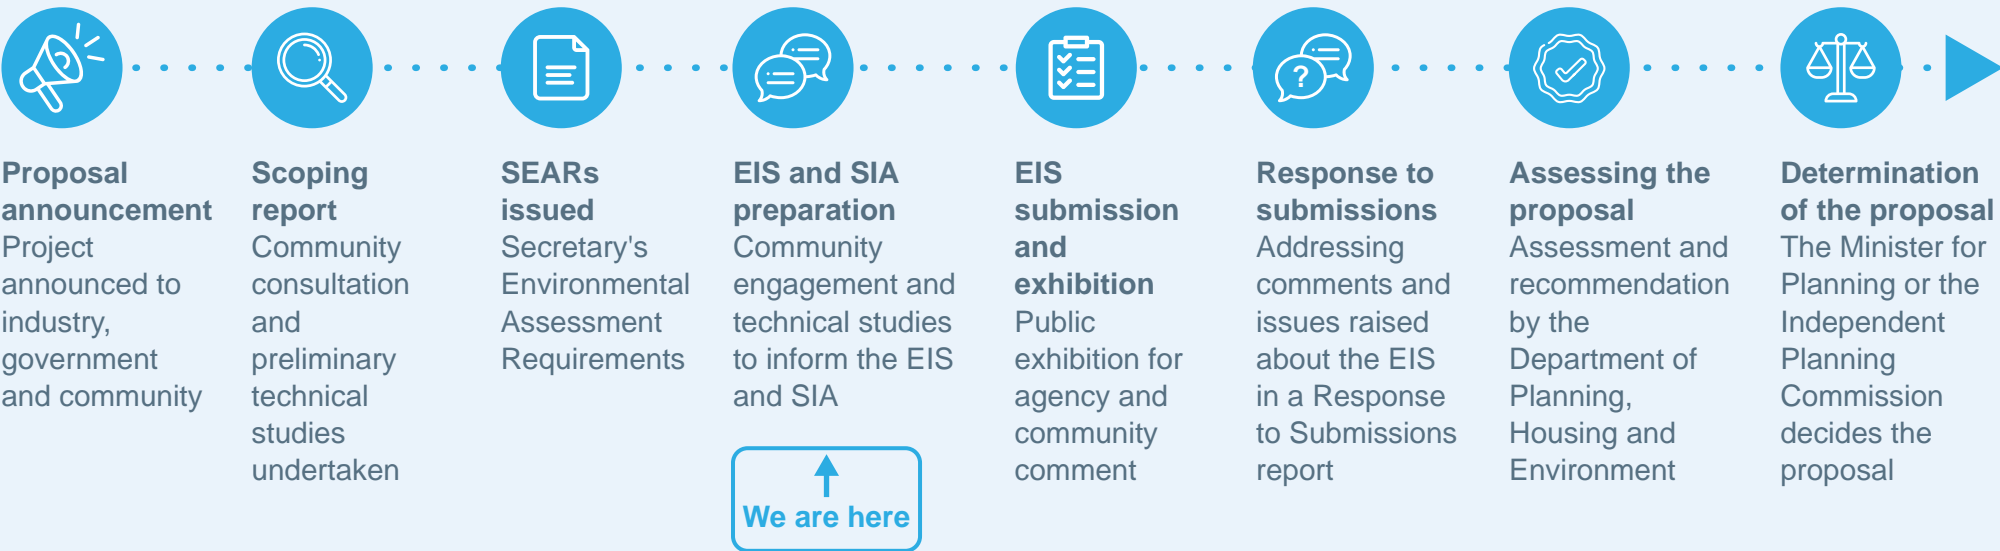 Proposal
announcement
Project
announced to
industry,
government
and community
Scoping
report
Community
consultation
and
preliminary
technical
studies
undertaken
SEARs
issued
Secretary's
Environmental
Assessment
Requirements
EIS and SIA
preparation
Community
engagement and
technical studies
to inform the EIS
and SIA
We are here
EIS
submission
and
exhibition
Public
exhibition for
agency and
community
comment
?
Response to
submissions
Addressing
comments and
issues raised
about the EIS
in a Response
to Submissions
report
Assessing the
proposal
Assessment and
recommendation
by the
Department of
Planning,
Housing and
Environment
Determination
of the proposal
The Minister for
Planning or the
Independent
Planning
Commission
decides the
proposal